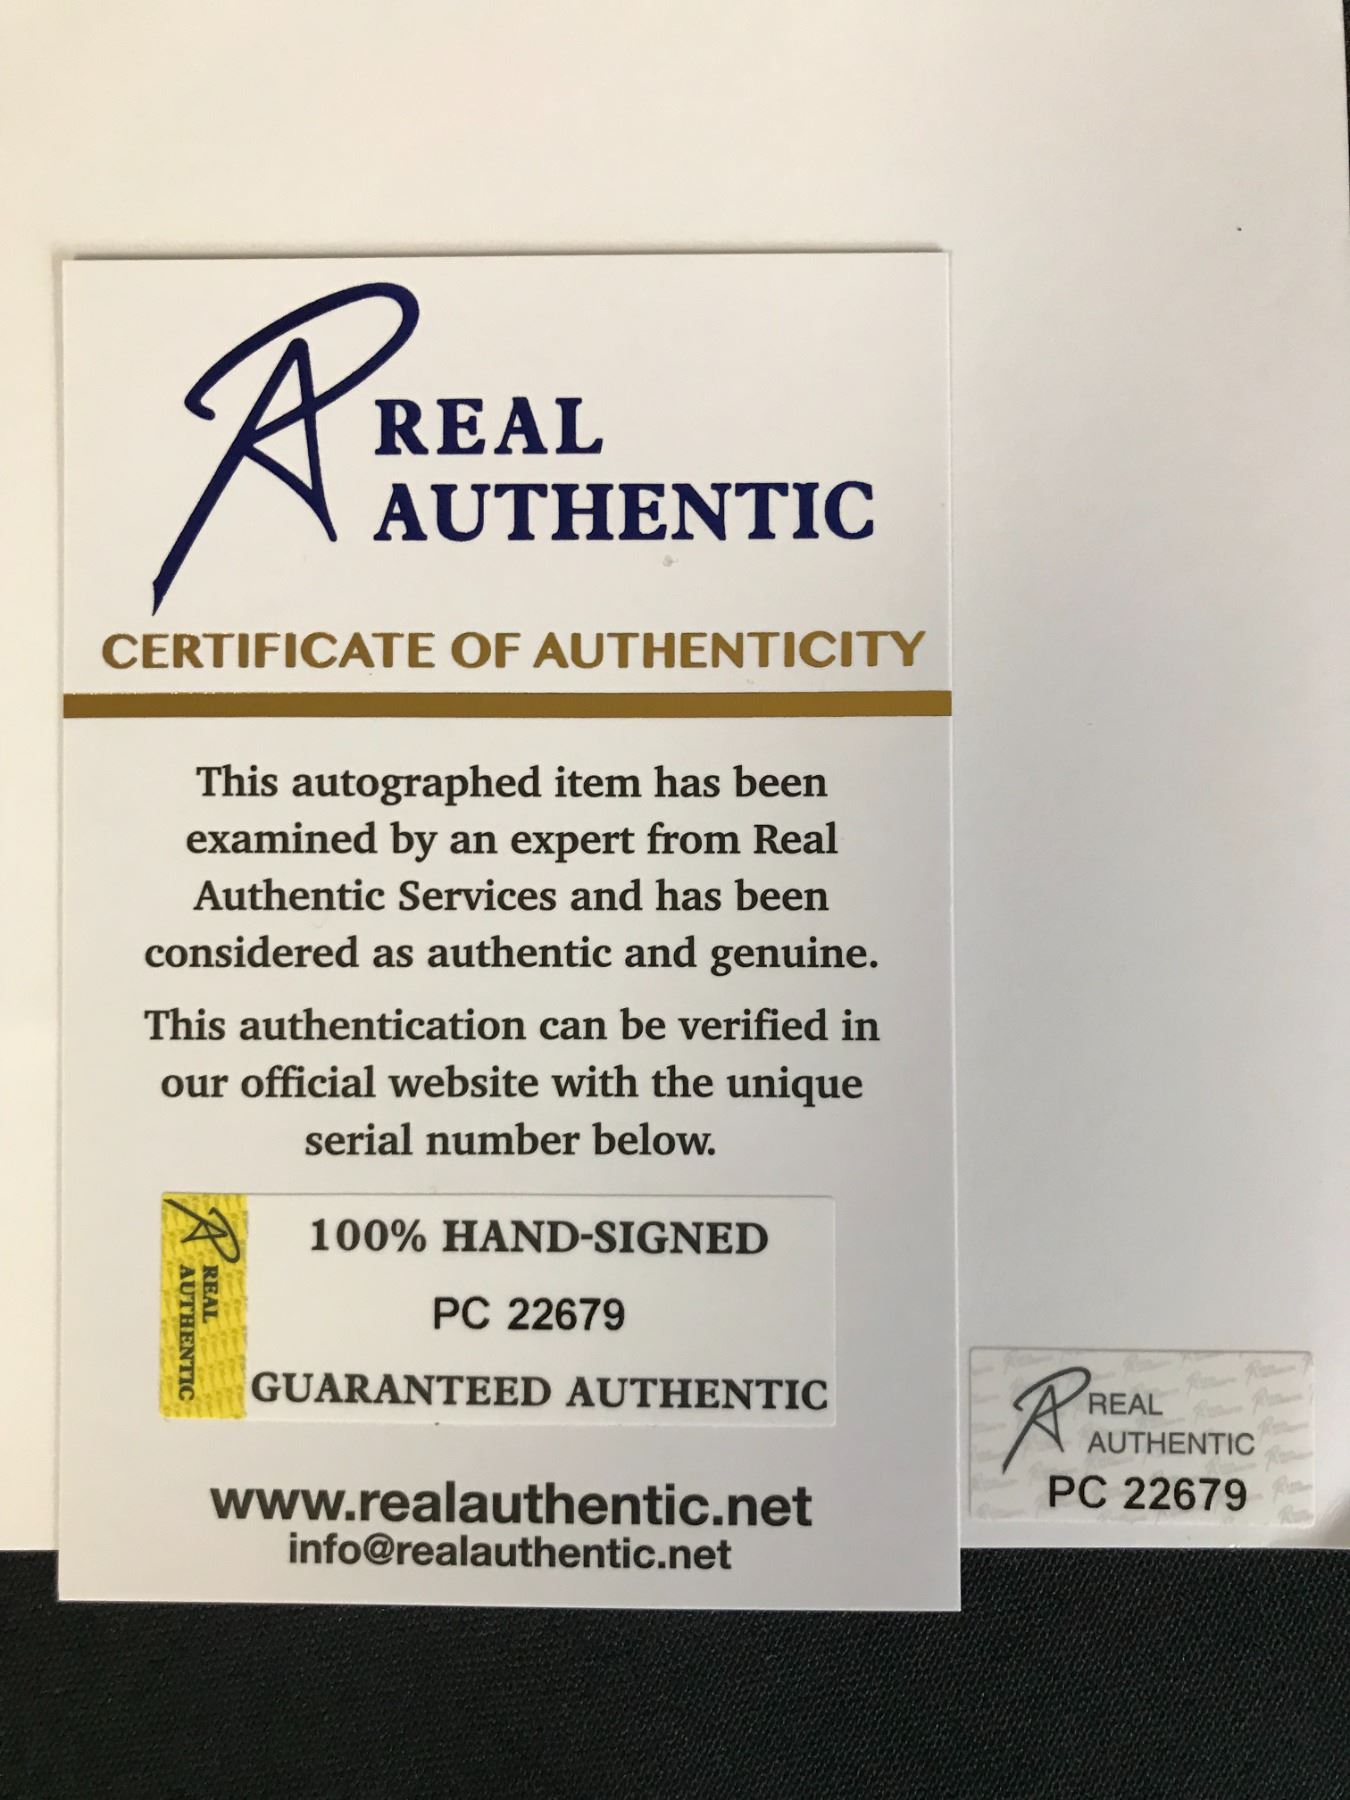 REAL
AUTHENTIC
CERTIFICATE OF AUTHENTICITY
This autographed item has been
examined by an expert from Real
Authentic Services and has been
considered as authentic and genuine.
This authentication can be verified in
our official website with the unique
serial number below.
REAL
AUTHENTIC
100% HAND-SIGNED
PC 22679
GUARANTEED AUTHENTIC
www.realauthentic.net
info@realauthentic.net
REAL
AUTHENTIC
PC 22679